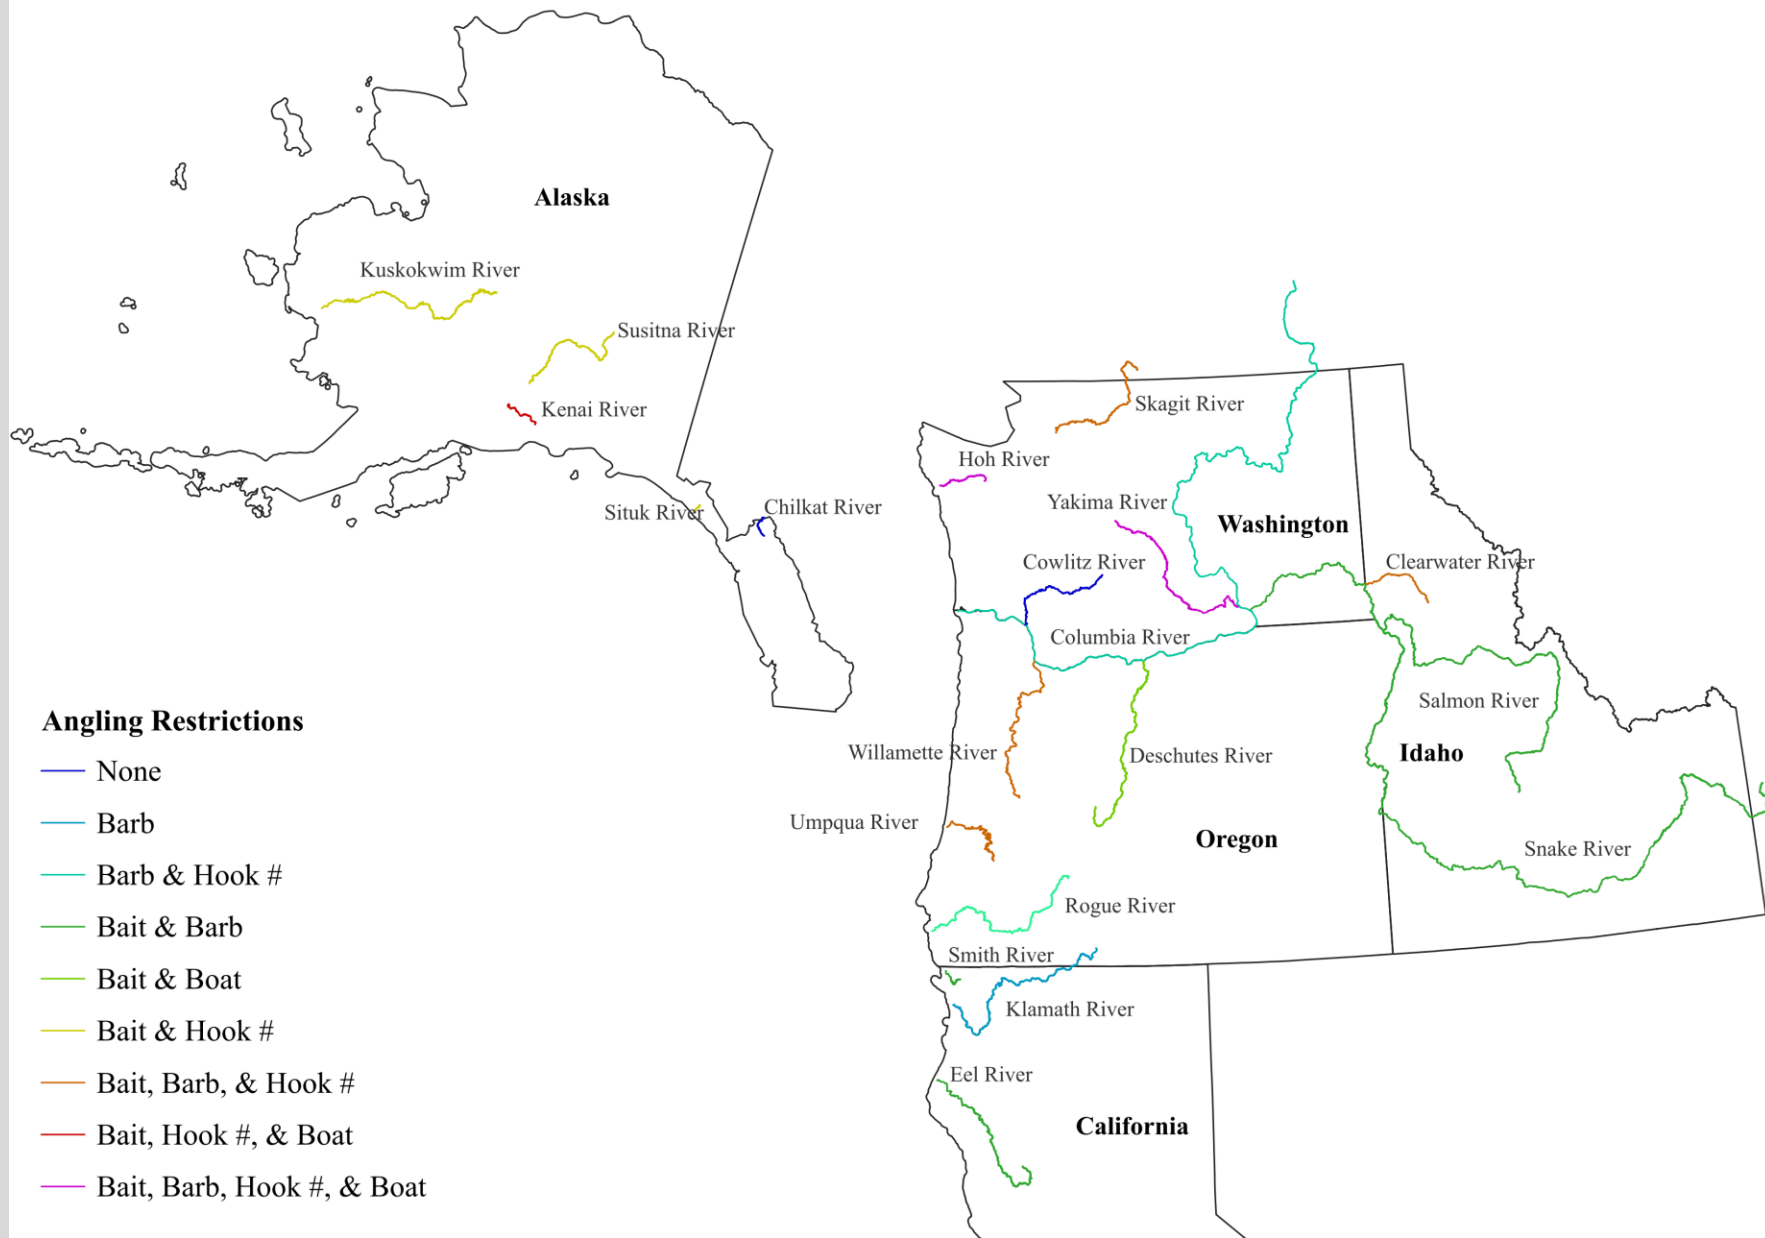 Alaska
Kuskokwim River
Susitna River
Kenai River
Skagit River
Hoh River
Yakima River
Situk River
Chilkat River
Washington
Cowlitz River
Clearwater River
Columbia River
Salmon River
Angling Restrictions
None
Barb
Barb & Hook #
Bait & Barb
Bait & Boat
Bait & Hook #
Bait, Barb, & Hook #
Bait, Hook #, & Boat
Bait, Barb, Hook #, & Boat
Willamette River
Deschutes River
Idaho
Umpqua River
Oregon
Snake River
Rogue River
Smith River
Klamath River
Eel River
California